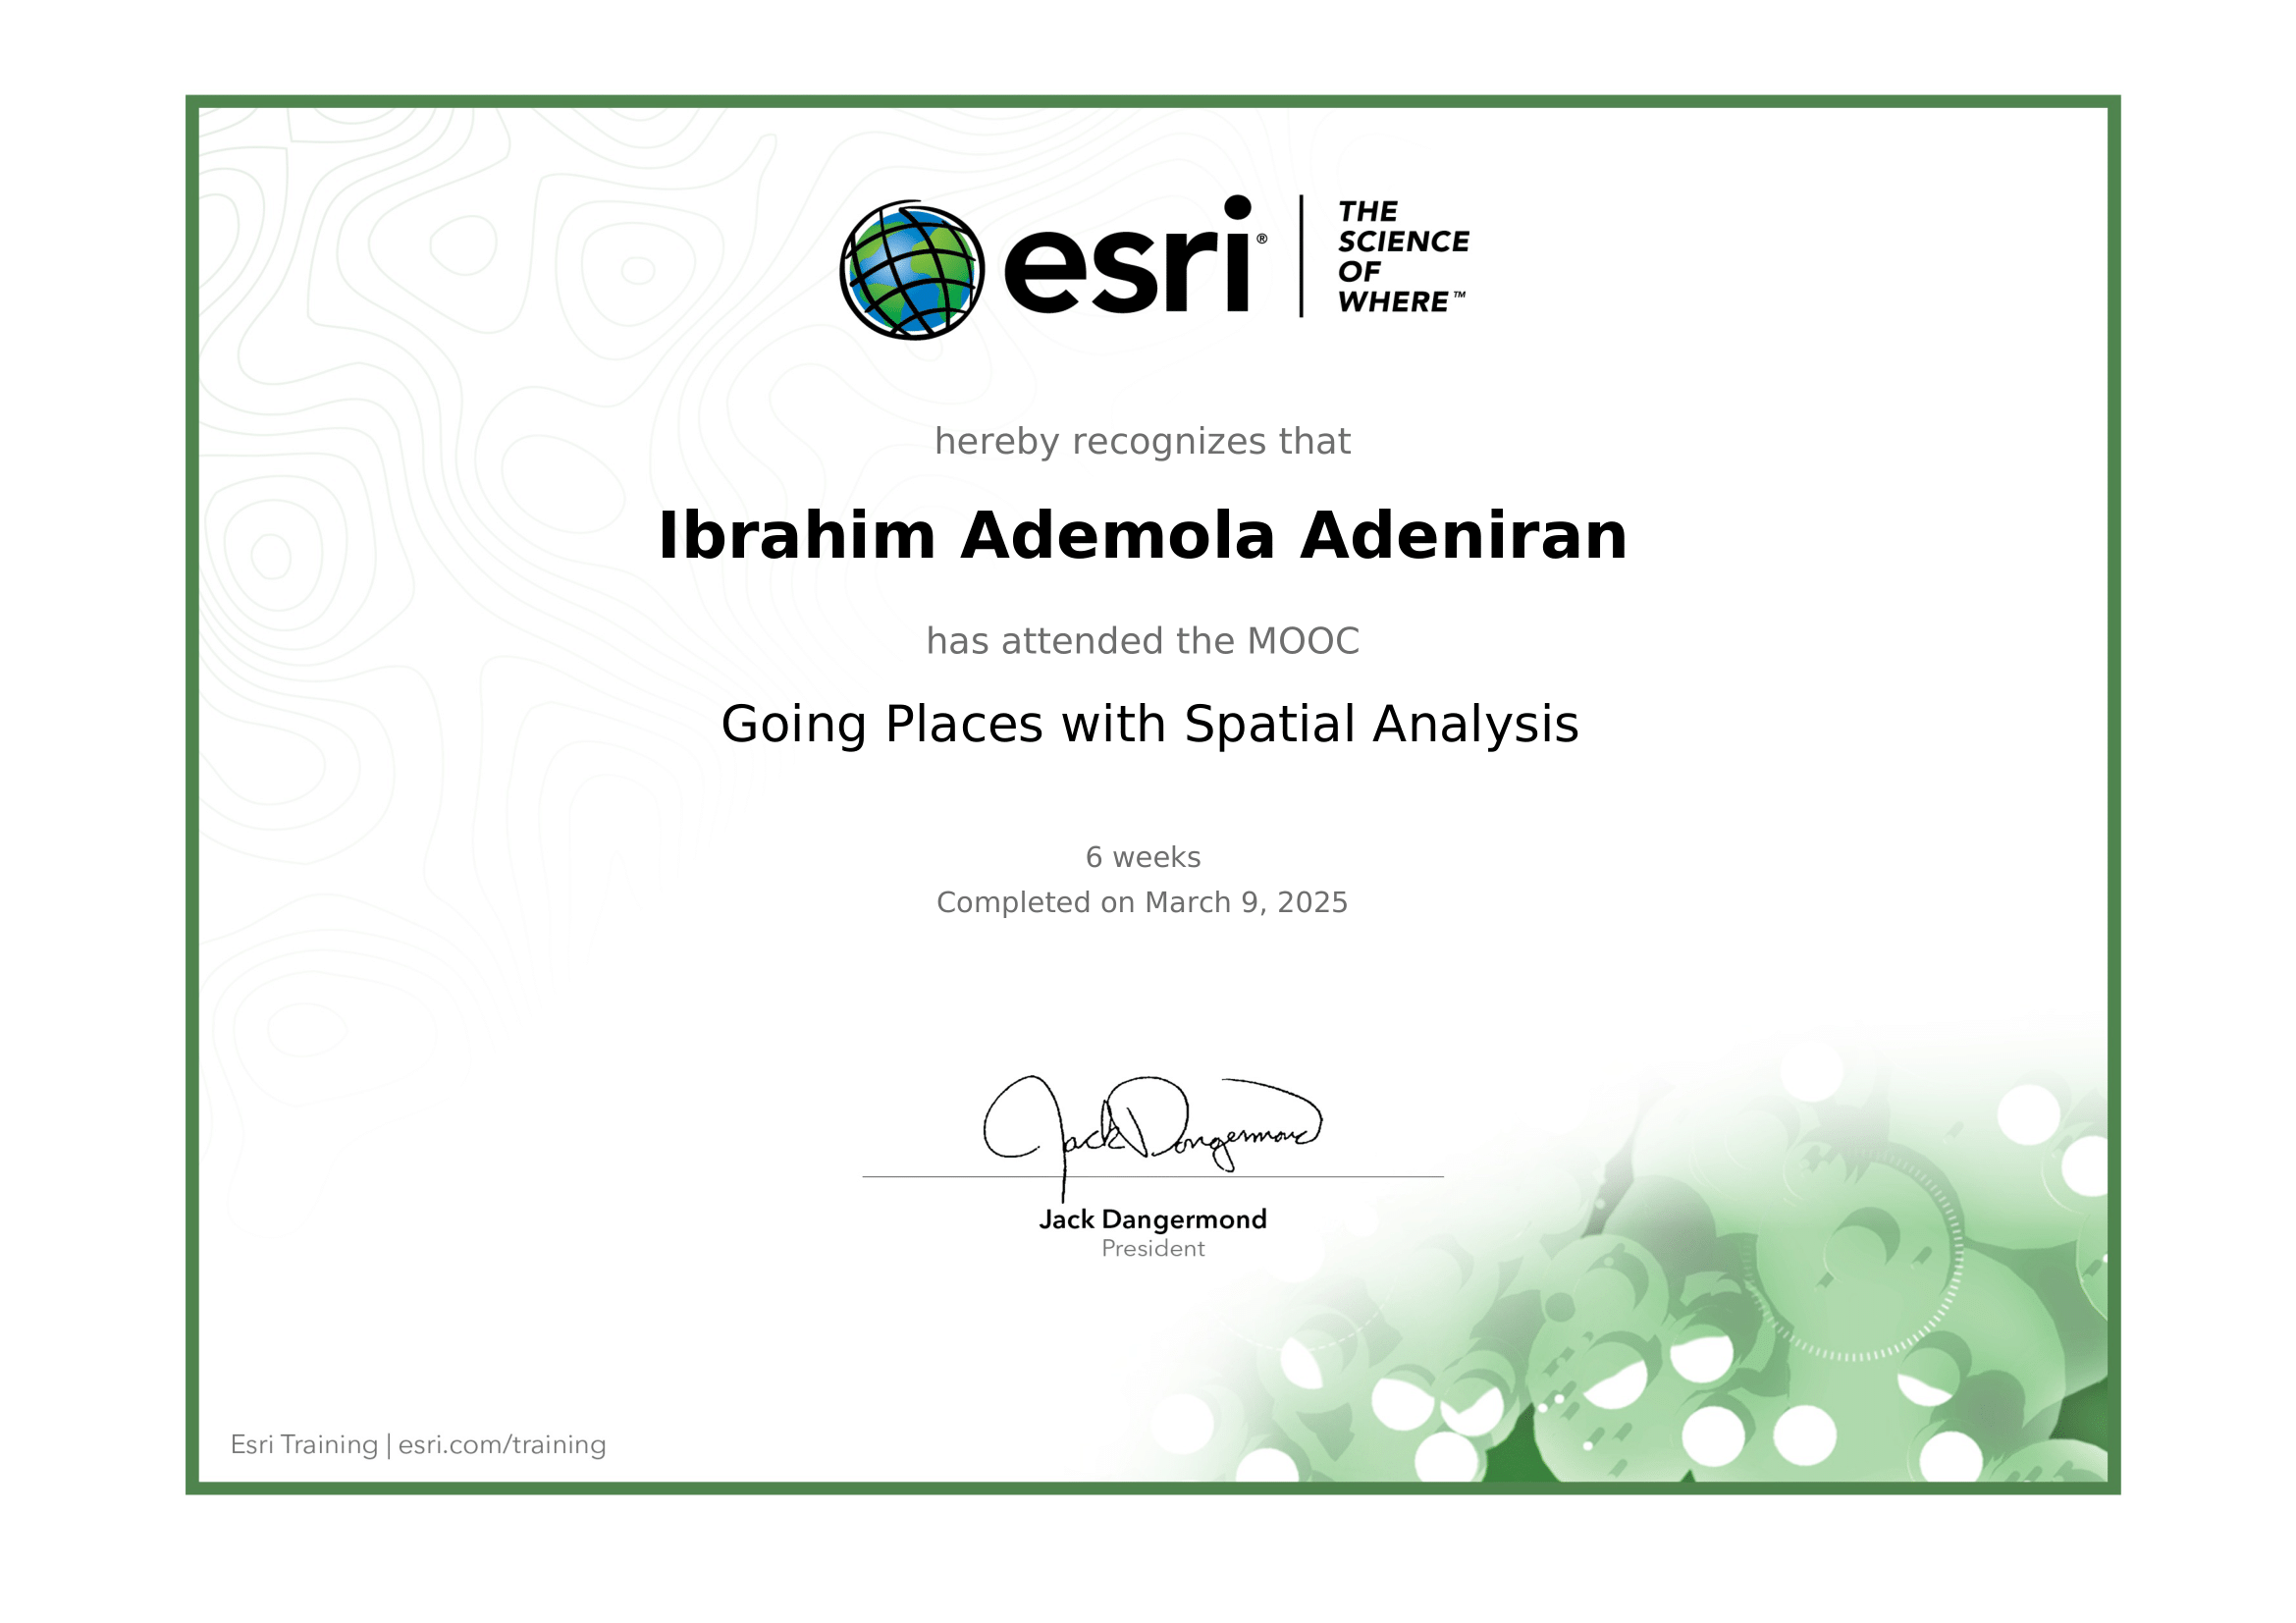 esri®
THE
SCIENCE
OF
WHERE™
hereby recognizes that
Ibrahim Ademola Adeniran
has attended the MOOC
Going Places with Spatial Analysis
6 weeks
Completed on March 9, 2025
Jack Dangermond
Jack Dangermond
President
Esri Training | esri.com/training